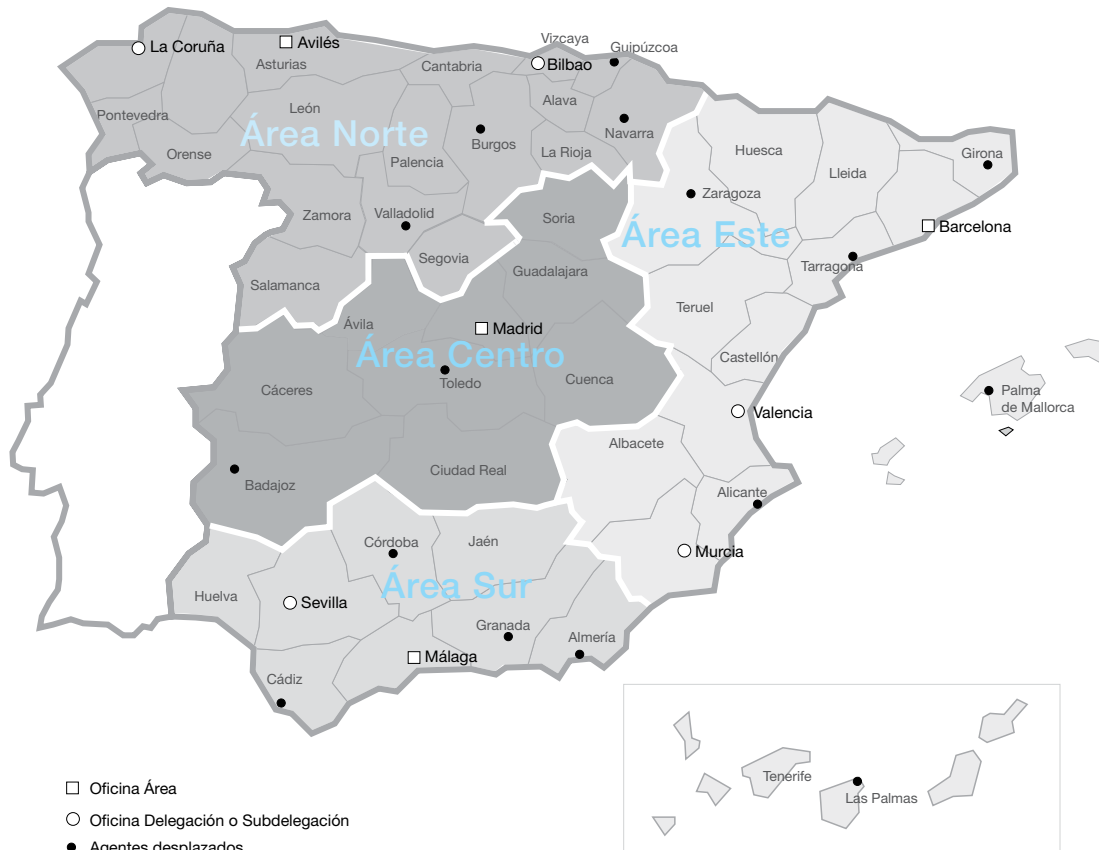 Vizcaya
La Coruña
Avilés
Guipúzcoa
Asturias
Cantabria
Bilbao
León
Alava
Pontevedra
Área Norte
Navarra
Burgos
Orense
Palencia
La Rioja
Huesca
Girona
Lleida
Zaragoza
Zamora
Valladolid
Soria
Área Este
Barcelona
Segovia
Guadalajara
Tarragona
Salamanca
Teruel
Ávila
Madrid
Área Centro
Castellón
Toledo
Cuenca
Cáceres
Palma
de Mallorca
Valencia
Albacete
Ciudad Real
Badajoz
Alicante
Córdoba
Jaén
Murcia
Área Sur
Huelva
Sevilla
Granada
Almería
Málaga
Cádiz
Tenerife
Las Palmas
Oficina Área
Oficina Delegación o Subdelegación
Agentes desplazados